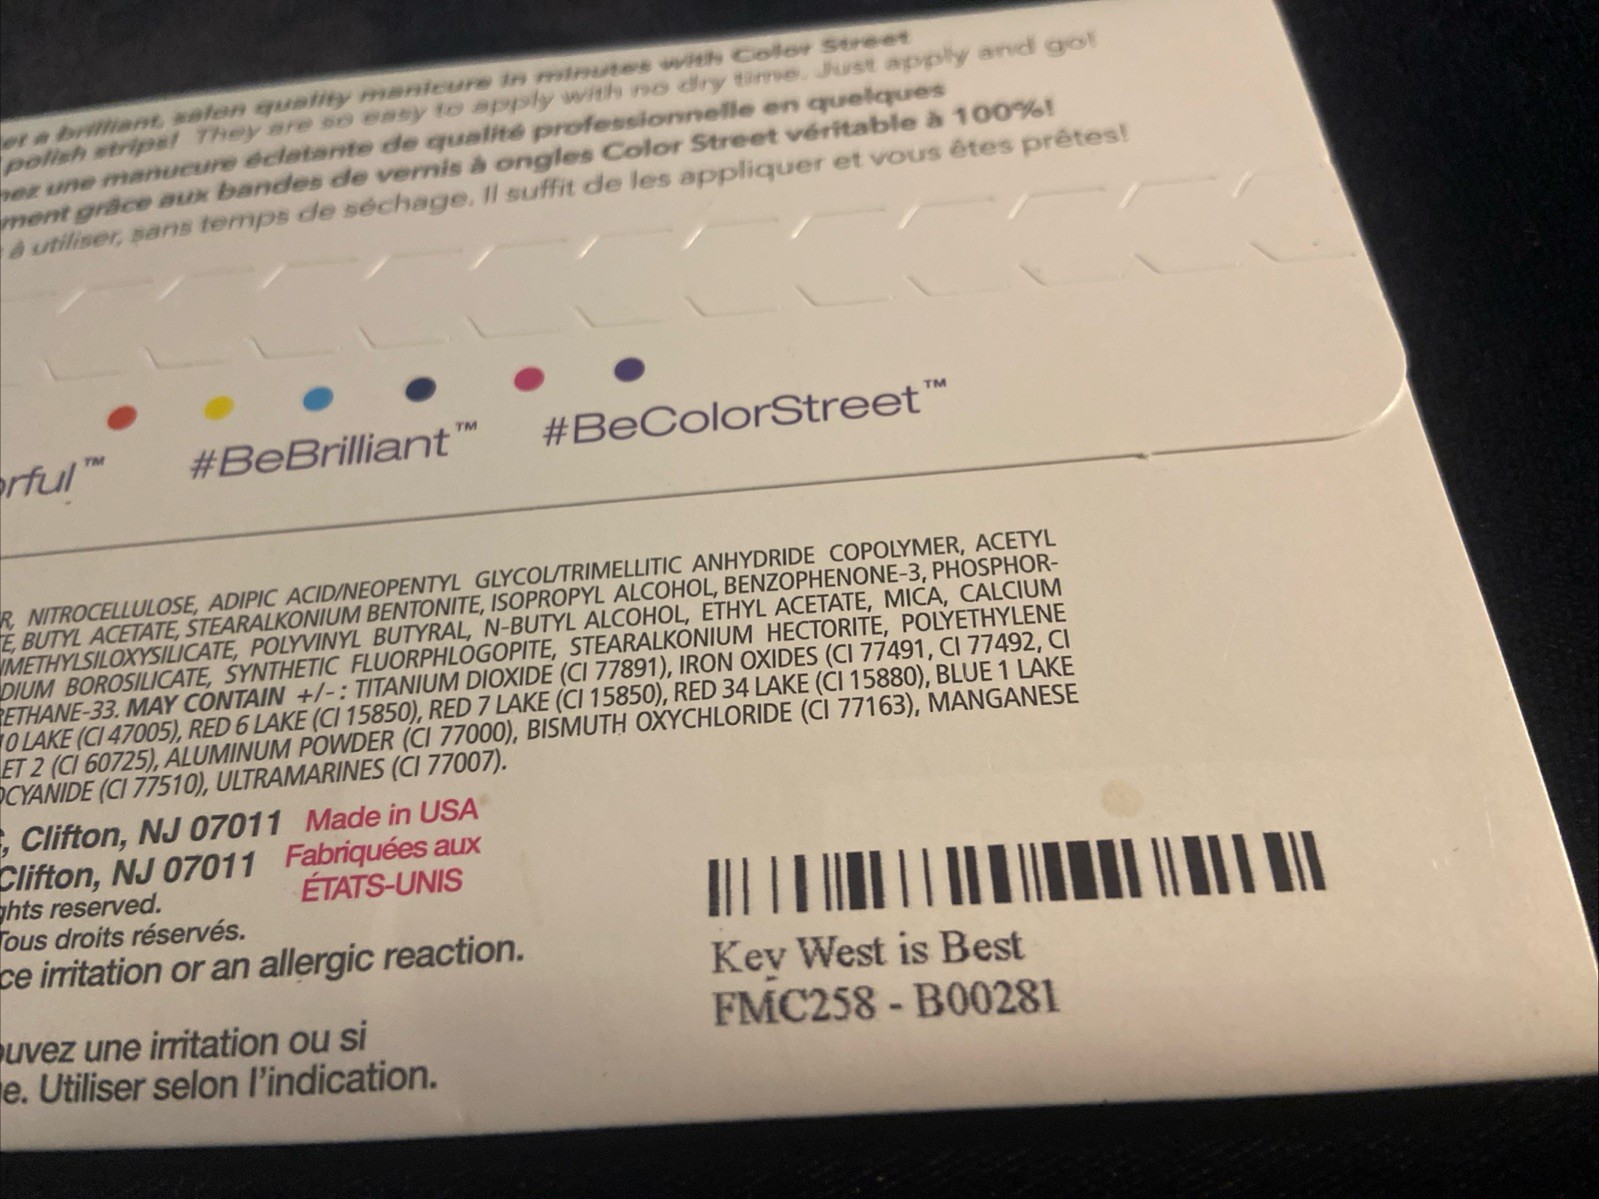 et a brilliant, salon quality manicure in minutes with Color Street
polish strips! They are so easy to apply with no dry time. Just apply and go!
nez une manucure éclatante de qualité professionnelle en quelques
ment grâce aux bandes de vernis à ongles Color Street véritable à 100%!
à utiliser, sans temps de séchage. Il suffit de les appliquer et vous êtes prêtes!
orful™ #BeBrilliant™ #BeColorStreet™
R, NITROCELLULOSE, ADIPIC ACID/NEOPENTYL GLYCOL/TRIMELLITIC ANHYDRIDE COPOLYMER, ACETYL
E, BUTYL ACETATE, STEARALKONIUM BENTONITE, ISOPROPYL ALCOHOL, BENZOPHENONE-3, PHOSPHOR-
IMETHYLSILOXYSILICATE, POLYVINYL BUTYRAL, N-BUTYL ALCOHOL, ETHYL ACETATE, MICA, CALCIUM
DIUM BOROSILICATE, SYNTHETIC FLUORPHLOGOPITE, STEARALKONIUM HECTORITE, POLYETHYLENE
RETHANE-33. MAY CONTAIN +/- : TITANIUM DIOXIDE (CI 77891), IRON OXIDES (CI 77491, CI 77492, CI
10 LAKE (CI 47005), RED 6 LAKE (CI 15850), RED 7 LAKE (CI 15850), RED 34 LAKE (CI 15880), BLUE 1 LAKE
ET 2 (CI 60725), ALUMINUM POWDER (CI 77000), BISMUTH OXYCHLORIDE (CI 77163), MANGANESE
OCYANIDE (CI 77510), ULTRAMARINES (CI 77007).
, Clifton, NJ 07011 Made in USA
Clifton, NJ 07011 Fabriquées aux
ÉTATS-UNIS
ghts reserved.
Tous droits réservés.
ce irritation or an allergic reaction.
ouvez une irritation ou si
e. Utiliser selon l'indication.
Key West is Best
FMC258 - B00281